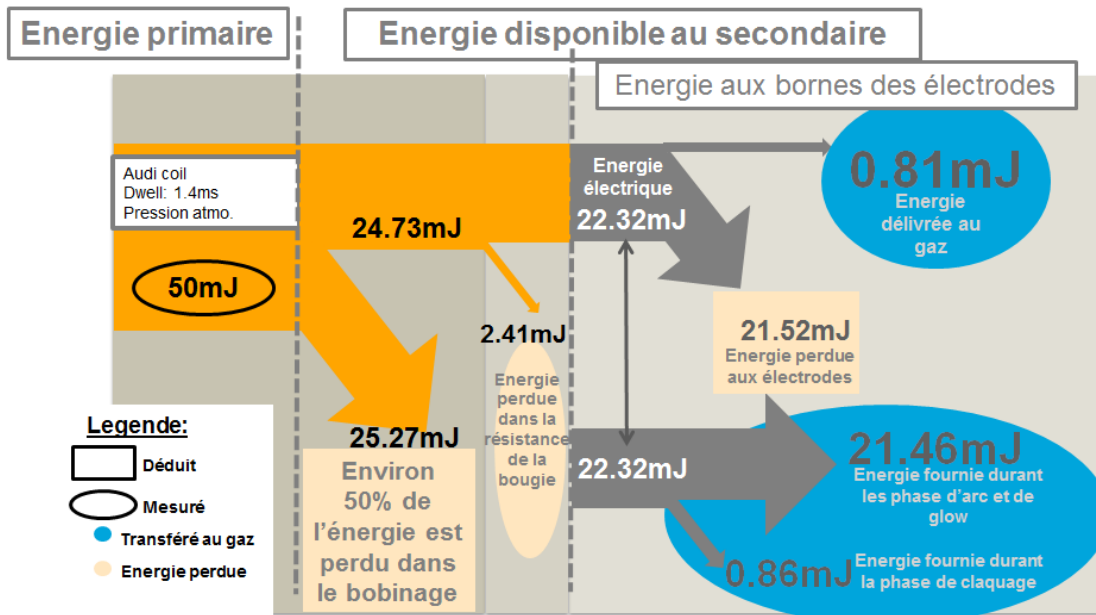 Energie primaire
Energie disponible au secondaire
Energie aux bornes des électrodes
Audi coil
Dwell: 1.4ms
Pression atmo.
50mJ
24.73mJ
25.27mJ
Environ
50% de
l'énergie est
perdu dans
le bobinage
2.41mJ
Energie
perdue
dans la
résistance
de la
bougie
Energie
électrique
22.32mJ
0.81mJ
Energie
délivrée au
gaz
21.52mJ
Energie perdue
aux électrodes
22.32mJ
21.46mJ
Energie fournie durant
les phase d'arc et de
glow
0.86mJ
Energie fournie durant
la phase de claquage
Legende:
Déduit
Mesuré
Transféré au gaz
Energie perdue